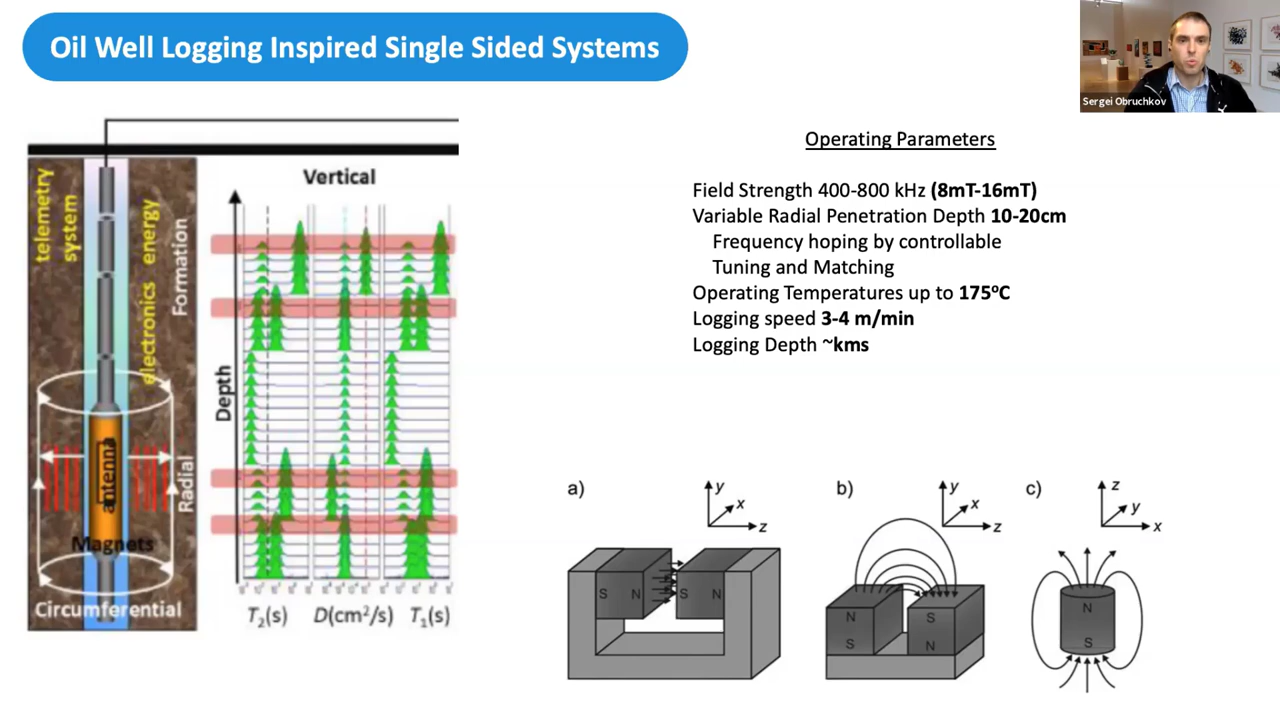 Oil Well Logging Inspired Single Sided Systems
Sergei Obruchkov
telemetry
system
electronics energy
Formation
antenna
Radial
Magnets
Circumferential
Vertical
Depth
T₂(s) D(cm²/s) T₁(s)
Operating Parameters
Field Strength 400-800 kHz (8mT-16mT)
Variable Radial Penetration Depth 10-20cm
Frequency hoping by controllable
Tuning and Matching
Operating Temperatures up to 175ºC
Logging speed 3-4 m/min
Logging Depth ~kms
a)
y
x
z
S N S N
b)
y
x
z
N S
S N
c)
z
y
x
N
S